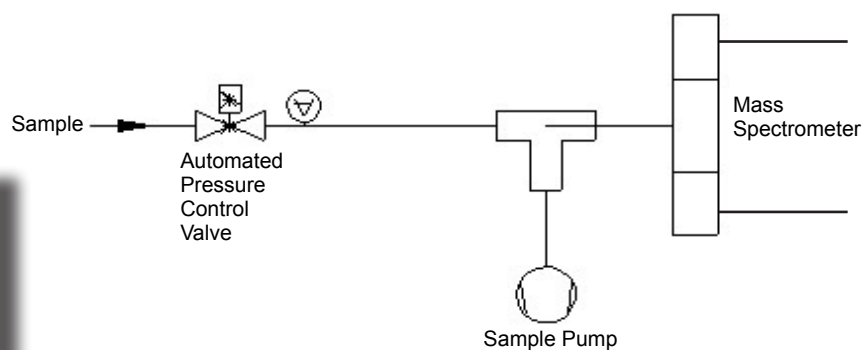 Sample
Automated
Pressure
Control
Valve
Mass
Spectrometer
Sample Pump